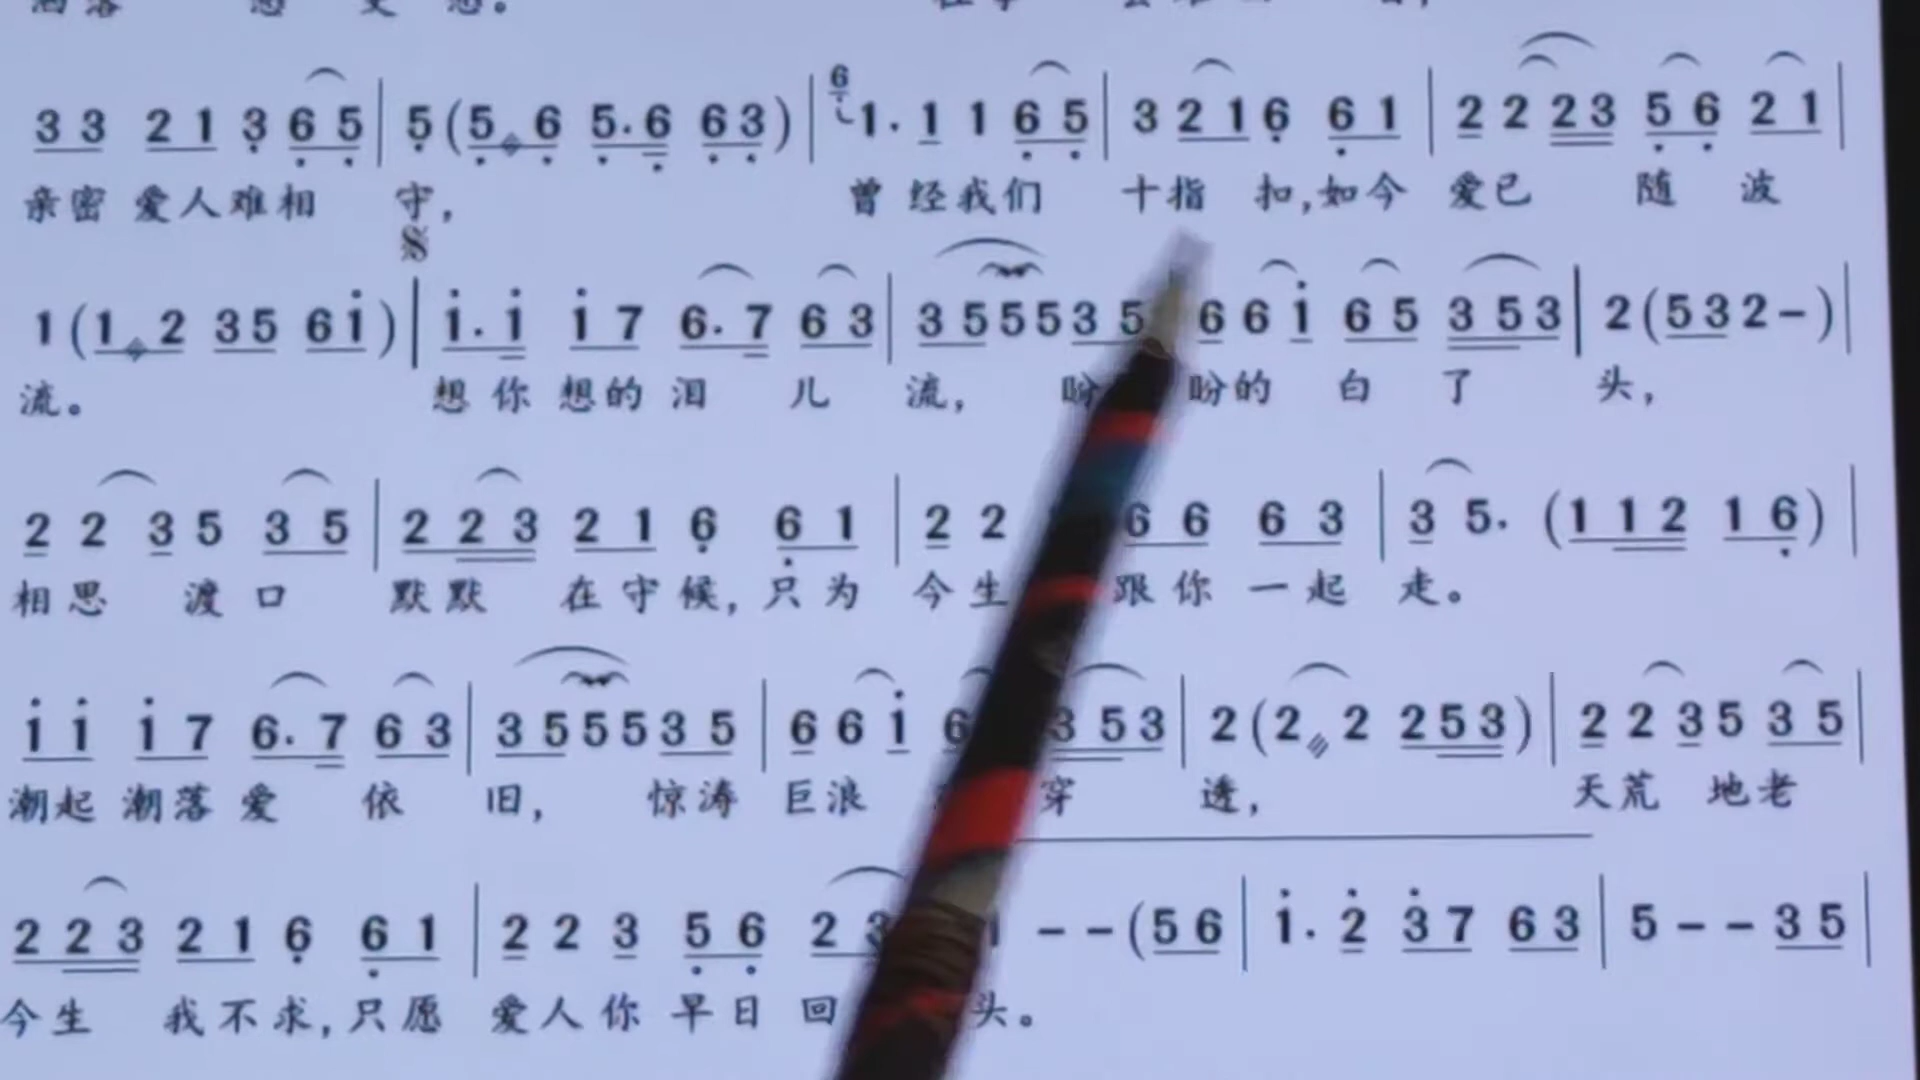 3 3 2 1 3 6 5 | 5 ( 5 6 5 . 6 6 3 ) | 6 1 . 1 1 6 5 | 3 2 1 6 6 1 | 2 2 2 3 5 6 2 1 |
亲密 爱人难相 守， 曾 经我们 十指 扣，如今 爱已 随 波
1 ( 1 2 3 5 6 i ) | i . i i 7 6 . 7 6 3 | 3 5 5 5 3 5 6 6 i 6 5 3 5 3 | 2 ( 5 3 2 - ) |
流。 想 你 想的 泪 儿 流， 盼 盼的 白 了 头，
2 2 3 5 3 5 | 2 2 3 2 1 6 6 1 | 2 2 6 6 6 3 | 3 5 . ( 1 1 2 1 6 ) |
相思 渡口 默默 在守候，只为 今生 跟你 一起 走。
i i i 7 6 . 7 6 3 | 3 5 5 5 3 5 | 6 6 i 6 3 5 3 | 2 ( 2 2 2 5 3 ) | 2 2 3 5 3 5 |
潮起 潮落 爱 依 旧， 惊涛 巨浪 穿 透， 天荒 地老
2 2 3 2 1 6 6 1 | 2 2 3 5 6 2 3 1 - - ( 5 6 | i . 2 3 7 6 3 | 5 - - 3 5 |
今生 我不求，只愿 爱人你 早日 回 头。